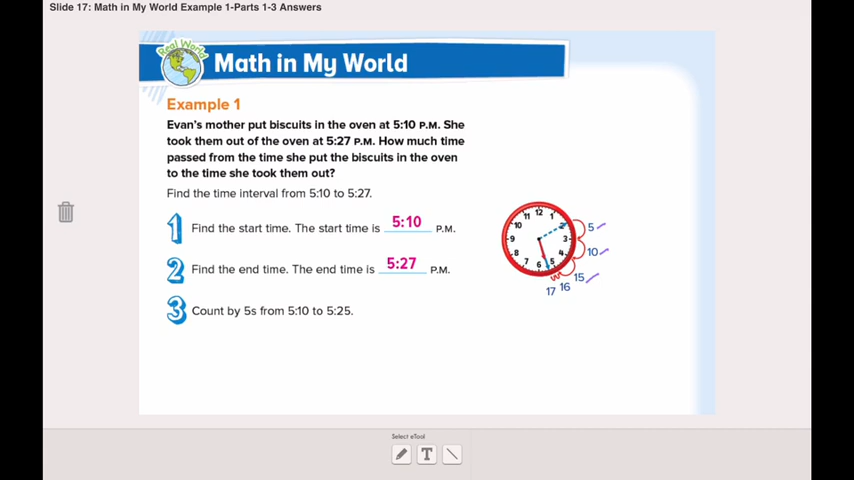 Slide 17: Math in My World Example 1-Parts 1-3 Answers
Real World
Math in My World
Example 1
Evan's mother put biscuits in the oven at 5:10 P.M. She
took them out of the oven at 5:27 P.M. How much time
passed from the time she put the biscuits in the oven
to the time she took them out?
Find the time interval from 5:10 to 5:27.
1 Find the start time. The start time is 5:10 P.M.
2 Find the end time. The end time is 5:27 P.M.
3 Count by 5s from 5:10 to 5:25.
12
11 1
10 2
9 3
8 4
7 5
6
5
10
15
17 16
Select eTool
T